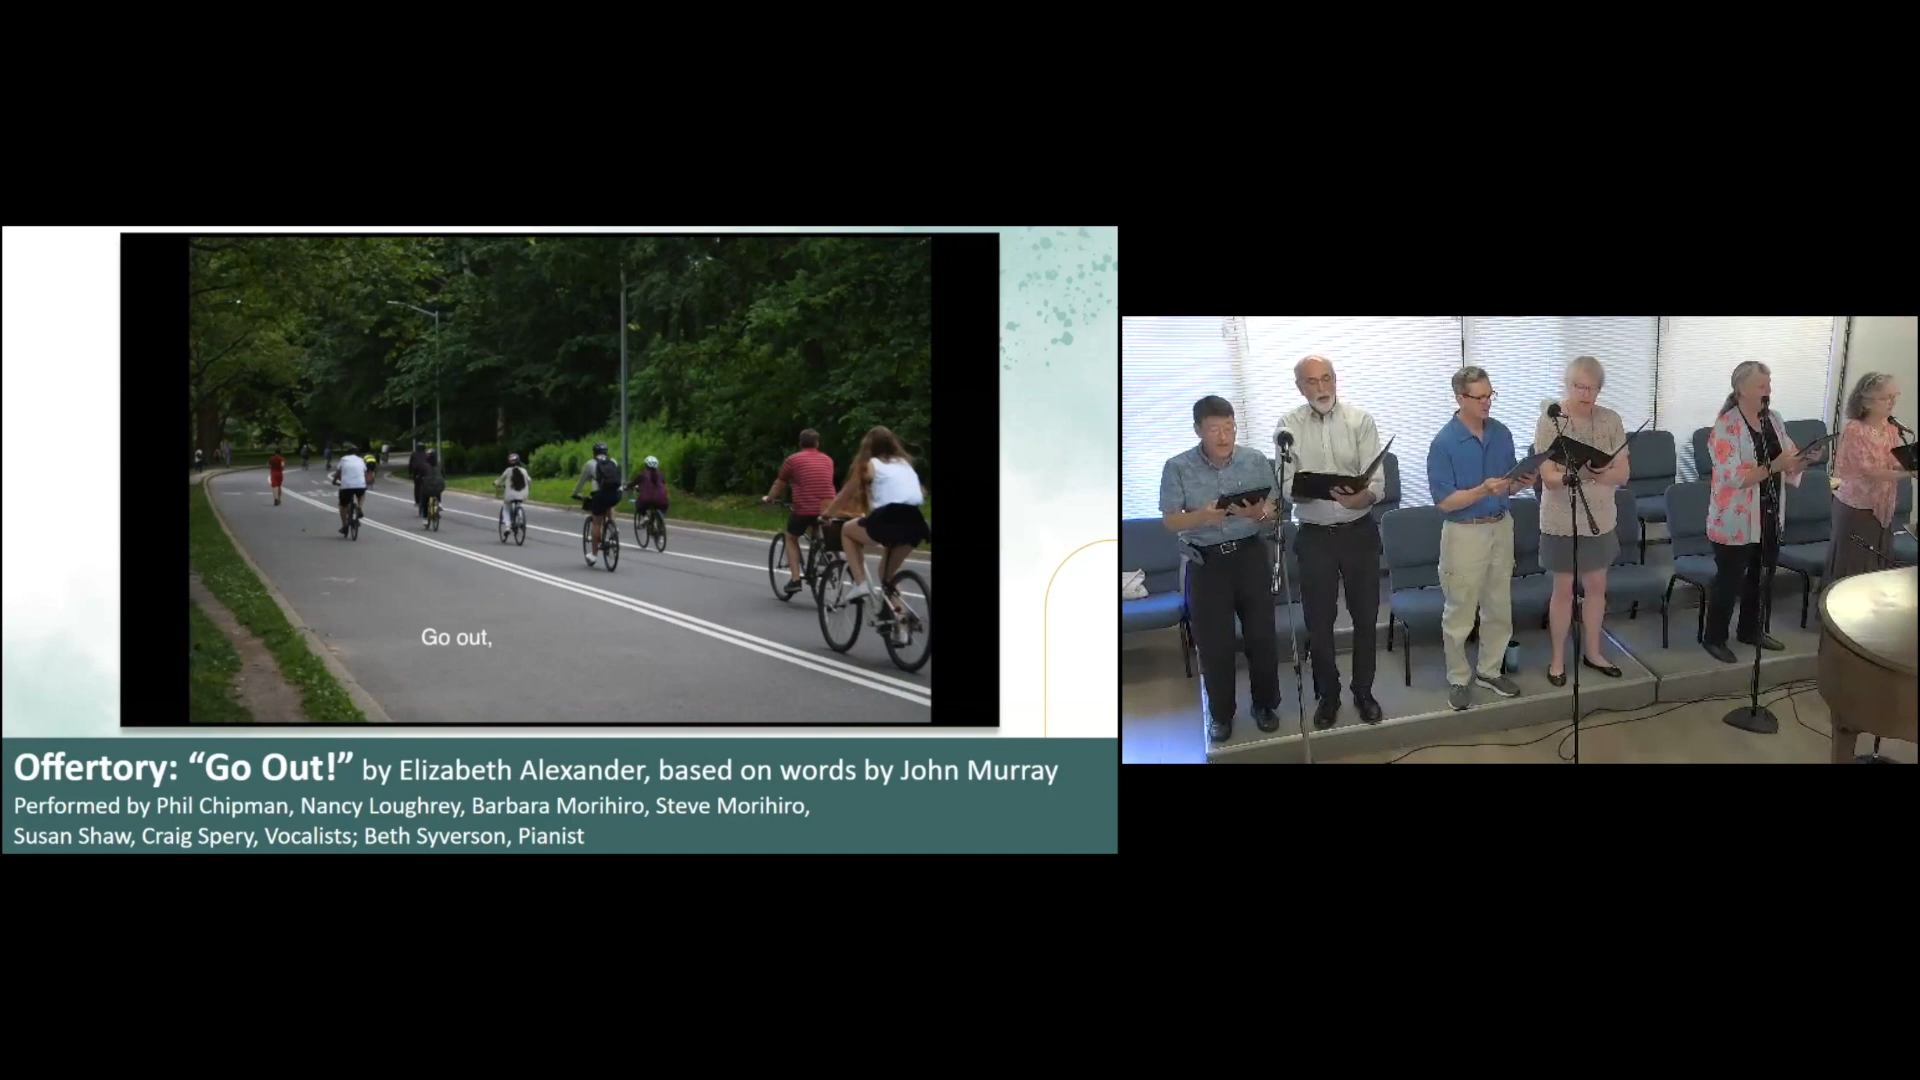 Go out,
Offertory: “Go Out!” by Elizabeth Alexander, based on words by John Murray
Performed by Phil Chipman, Nancy Loughrey, Barbara Morihiro, Steve Morihiro,
Susan Shaw, Craig Spery, Vocalists; Beth Syverson, Pianist